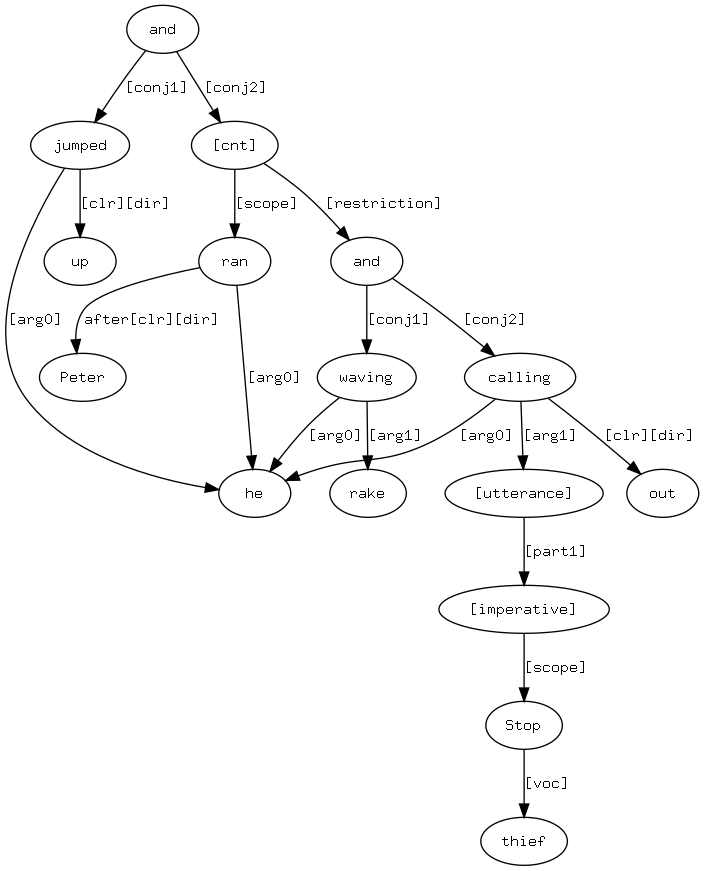 and
[conj1] [conj2]
jumped [cnt]
[clr][dir] [scope] [restriction]
up ran and
[arg0] after[clr][dir] [conj1] [conj2]
Peter [arg0] waving calling
[arg0] [arg1] [arg0] [arg1] [clr][dir]
he rake [utterance] out
[part1]
[imperative]
[scope]
Stop
[voc]
thief